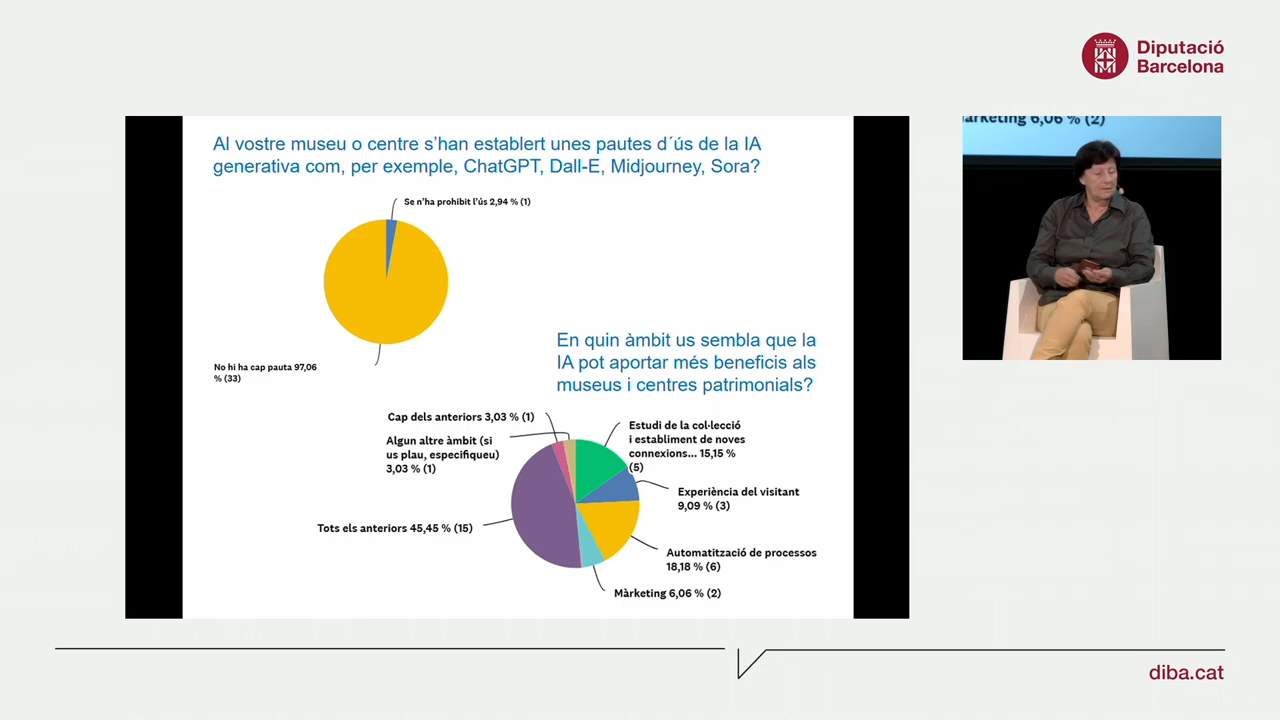 Diputació
Barcelona
Al vostre museu o centre s'han establert unes pautes d´ús de la IA
generativa com, per exemple, ChatGPT, Dall-E, Midjourney, Sora?
Se n'ha prohibit l'ús 2,94 % (1)
No hi ha cap pauta 97,06
% (33)
En quin àmbit us sembla que la
IA pot aportar més beneficis als
museus i centres patrimonials?
Cap dels anteriors 3,03 % (1)
Algun altre àmbit (si
us plau, especifiqueu)
3,03 % (1)
Estudi de la col·lecció
i establiment de noves
connexions... 15,15 %
(5)
Experiència del visitant
9,09 % (3)
Tots els anteriors 45,45 % (15)
Automatització de processos
18,18 % (6)
Màrketing 6,06 % (2)
arketing 6,06 % (2)
diba.cat